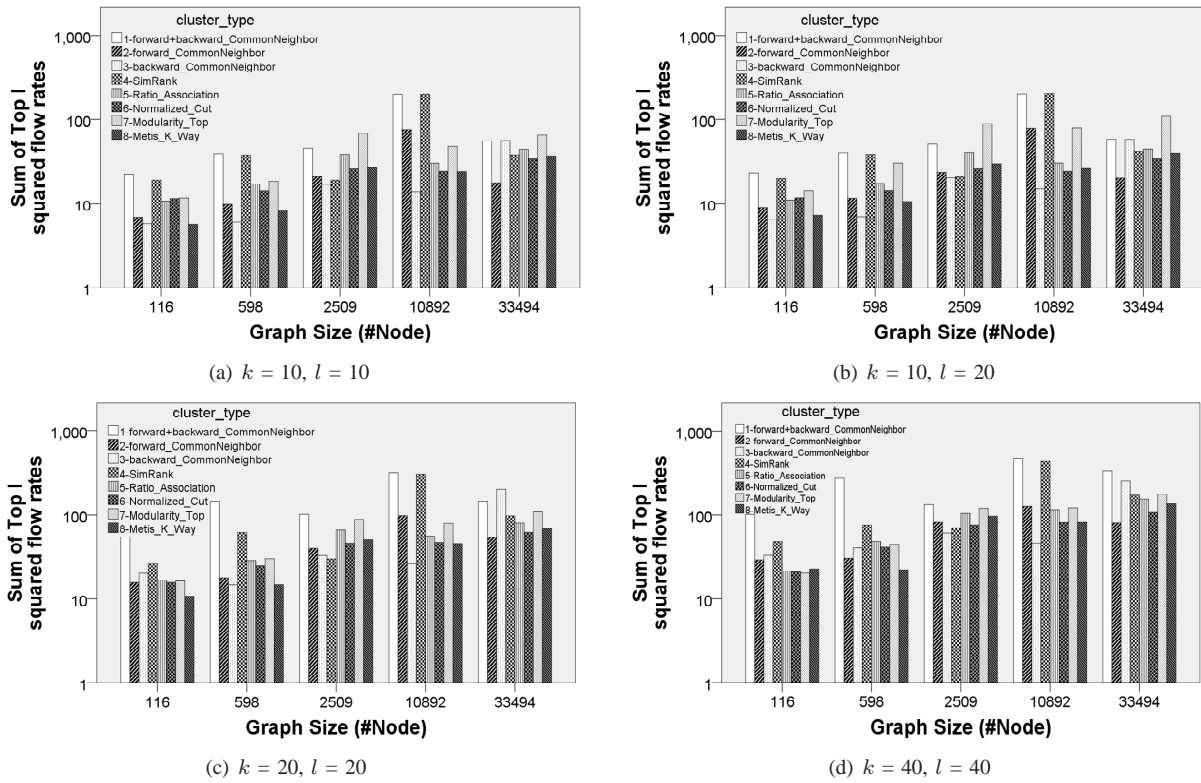 cluster_type
1-forward+backward_CommonNeighbor
2-forward_CommonNeighbor
3-backward_CommonNeighbor
4-SimRank
5-Ratio_Association
6-Normalized_Cut
7-Modularity_Top
8-Metis_K_Way
Sum of Top l
squared flow rates
1,000
100
10
1
116
598
2509
10892
33494
Graph Size (#Node)
(a) k = 10, l = 10
cluster_type
1-forward+backward_CommonNeighbor
2-forward_CommonNeighbor
3-backward_CommonNeighbor
4-SimRank
5-Ratio_Association
6-Normalized_Cut
7-Modularity_Top
8-Metis_K_Way
Sum of Top l
squared flow rates
1,000
100
10
1
116
598
2509
10892
33494
Graph Size (#Node)
(b) k = 10, l = 20
cluster_type
1-forward+backward_CommonNeighbor
2-forward_CommonNeighbor
3-backward_CommonNeighbor
4-SimRank
5-Ratio_Association
6-Normalized_Cut
7-Modularity_Top
8-Metis_K_Way
Sum of Top l
squared flow rates
1,000
100
10
1
116
598
2509
10892
33494
Graph Size (#Node)
(c) k = 20, l = 20
cluster_type
1-forward+backward_CommonNeighbor
2-forward_CommonNeighbor
3-backward_CommonNeighbor
4-SimRank
5-Ratio_Association
6-Normalized_Cut
7-Modularity_Top
8-Metis_K_Way
Sum of Top l
squared flow rates
1,000
100
10
1
116
598
2509
10892
33494
Graph Size (#Node)
(d) k = 40, l = 40